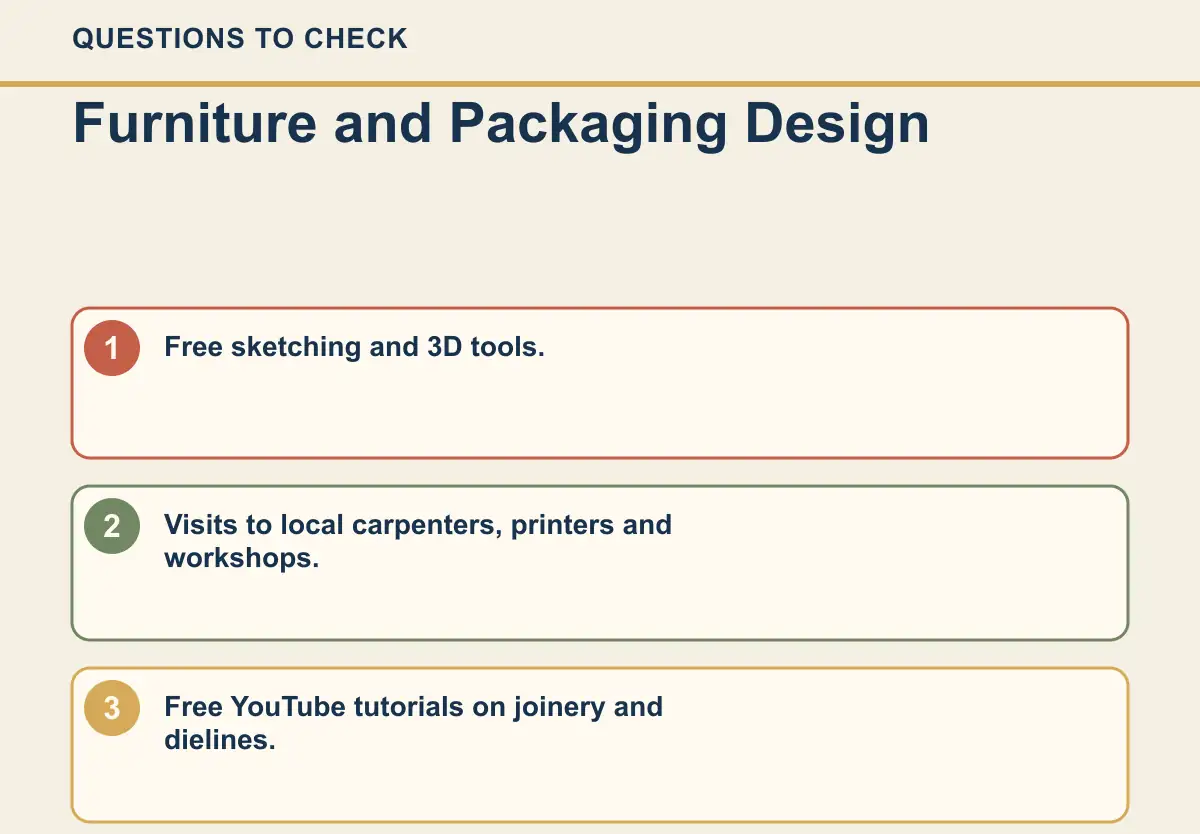 QUESTIONS TO CHECK
Furniture and Packaging Design
1
Free sketching and 3D tools.
2
Visits to local carpenters, printers and
workshops.
3
Free YouTube tutorials on joinery and
dielines.